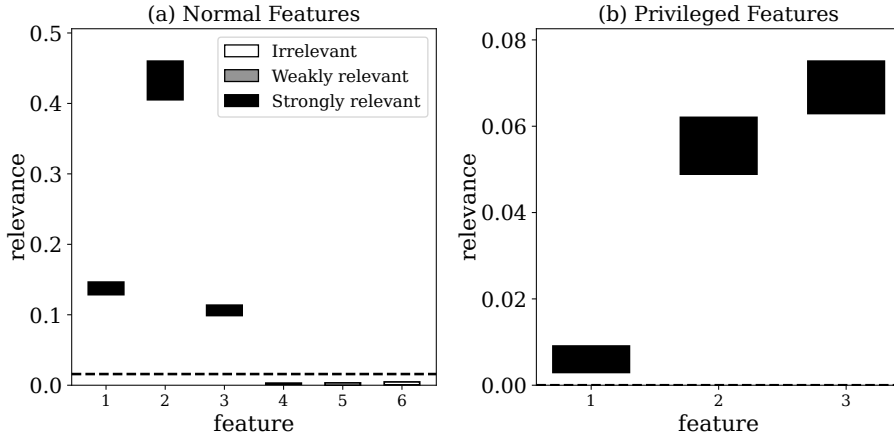 (a) Normal Features
0.5
0.4
0.3
0.2
0.1
0.0
relevance
Irrelevant
Weakly relevant
Strongly relevant
1 2 3 4 5 6
feature
(b) Privileged Features
0.08
0.06
0.04
0.02
0.00
relevance
1 2 3
feature